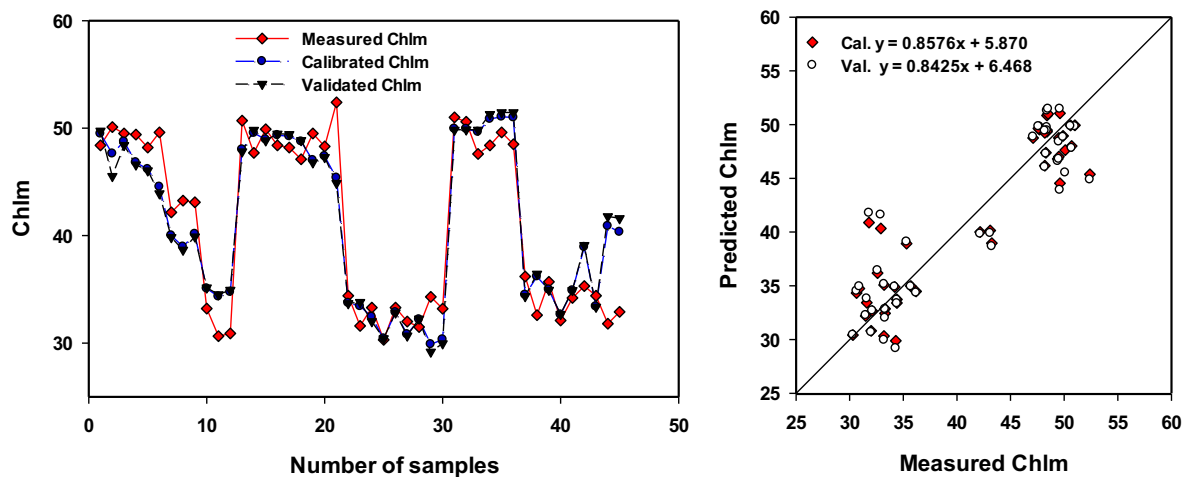 60
50
40
30
0
10
20
30
40
50
Chlm
Number of samples
Measured Chlm
Calibrated Chlm
Validated Chlm
60
55
50
45
40
35
30
25
25
30
35
40
45
50
55
60
Predicted Chlm
Measured Chlm
Cal. y = 0.8576x + 5.870
Val. y = 0.8425x + 6.468